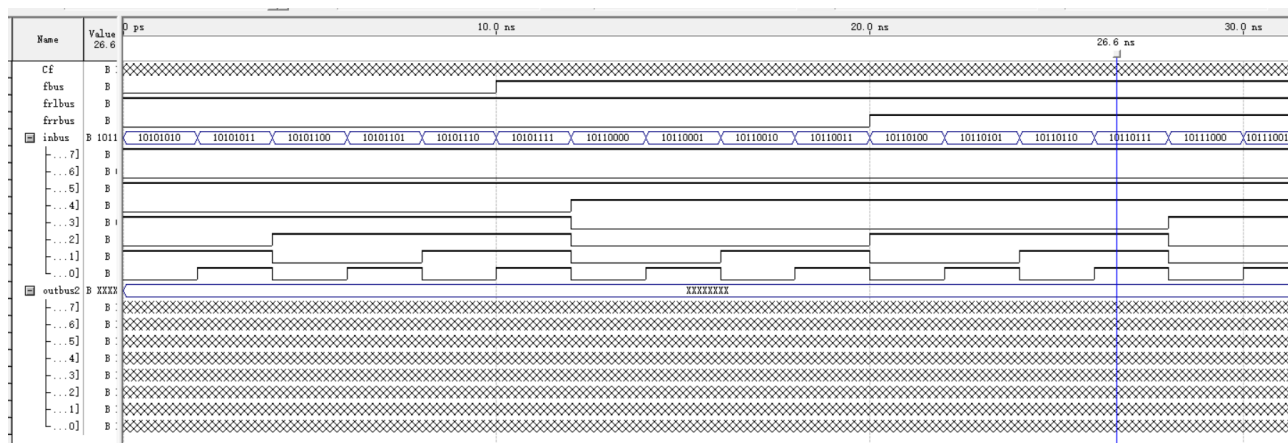 Name Value 26.6 0 ps 10.0 ns 20.0 ns 30.0 ns
26.6 ns
Cf B
fbus B
frlbus B
frrbus B
inbus B 1011 10101010 10101011 10101100 10101101 10101110 10101111 10110000 10110001 10110010 10110011 10110100 10110101 10110110 10110111 10111000 10111001
...7] B
...6] B
...5] B
...4] B
...3] B
...2] B
...1] B
...0] B
outbus2 B XXXX XXXXXXXX
...7] B
...6] B
...5] B
...4] B
...3] B
...2] B
...1] B
...0] B